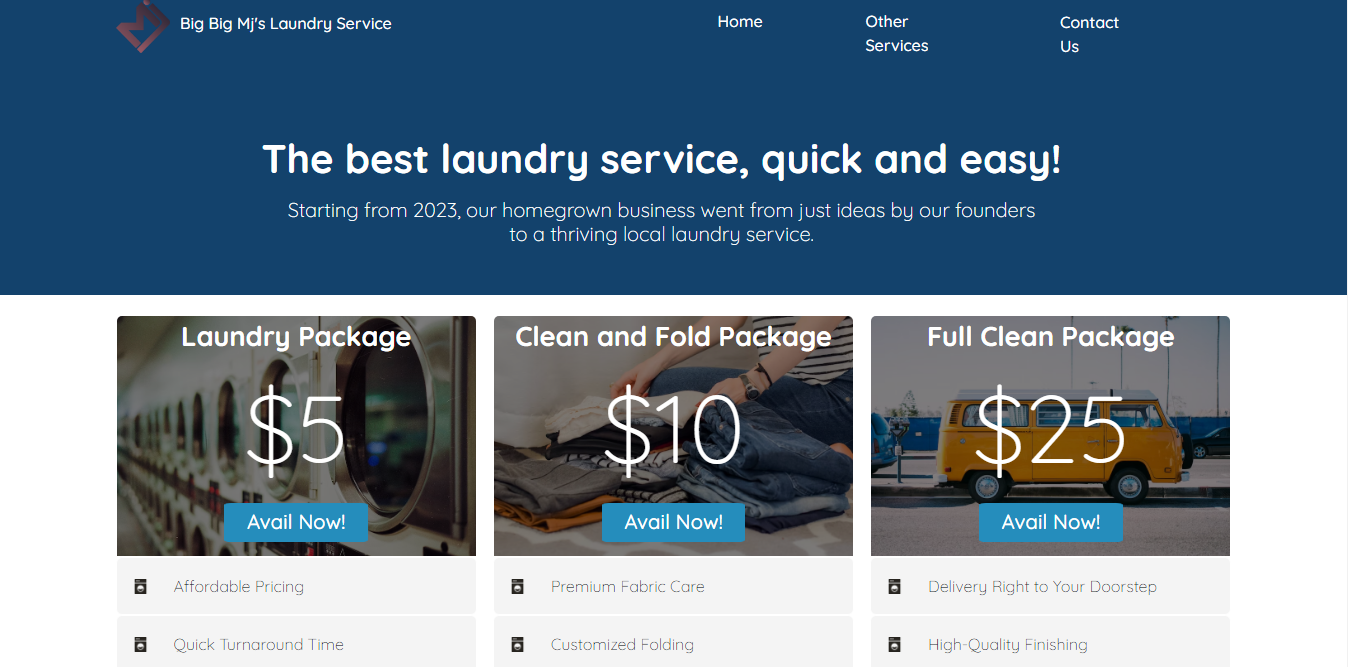 Big Big Mj's Laundry Service
Home
Other
Services
Contact
Us
The best laundry service, quick and easy!
Starting from 2023, our homegrown business went from just ideas by our founders
to a thriving local laundry service.
Laundry Package
$5
Avail Now!
Affordable Pricing
Quick Turnaround Time
Clean and Fold Package
$10
Avail Now!
Premium Fabric Care
Customized Folding
Full Clean Package
$25
Avail Now!
Delivery Right to Your Doorstep
High-Quality Finishing